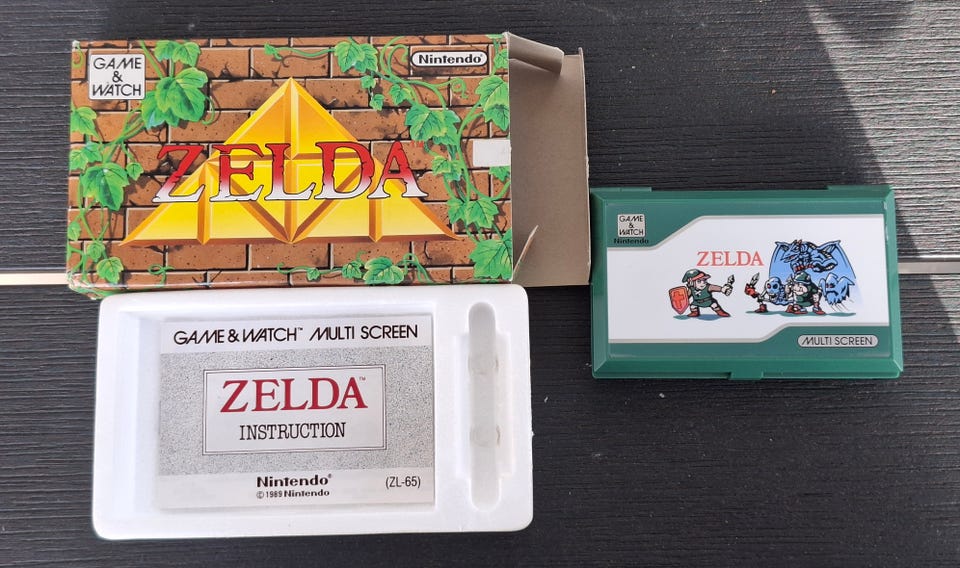 GAME
&
WATCH
Nintendo®
ZELDA
GAME & WATCH™ MULTI SCREEN
ZELDA™
INSTRUCTION
Nintendo®
© 1989 Nintendo
(ZL-65)
GAME
&
WATCH
Nintendo
ZELDA
MULTI SCREEN